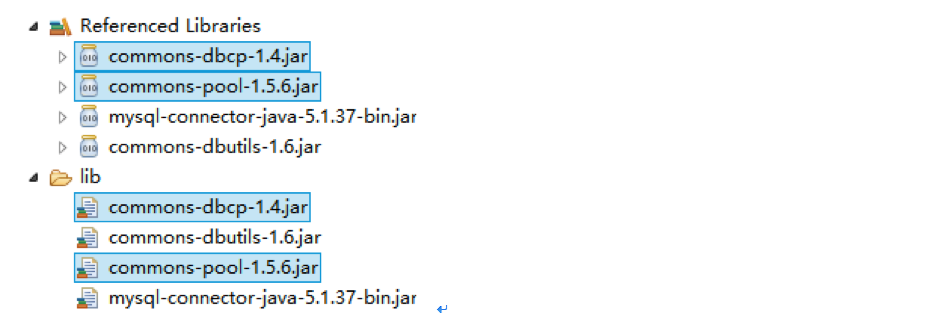 Referenced Libraries
commons-dbcp-1.4.jar
commons-pool-1.5.6.jar
mysql-connector-java-5.1.37-bin.jar
commons-dbutils-1.6.jar
lib
commons-dbcp-1.4.jar
commons-dbutils-1.6.jar
commons-pool-1.5.6.jar
mysql-connector-java-5.1.37-bin.jar